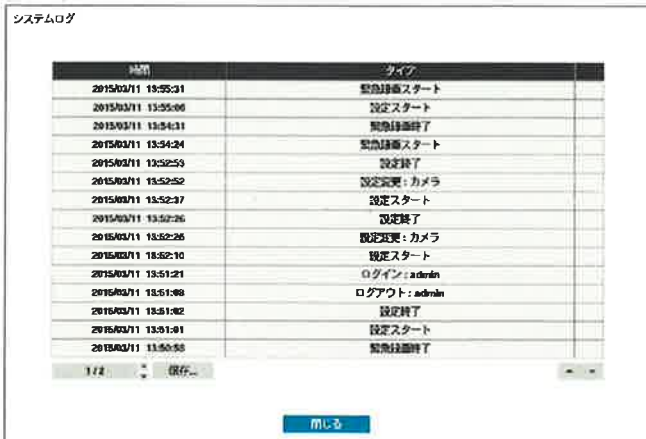 システムログ
時間 タイプ
2015/03/11 13:55:31 緊急録画スタート
2015/03/11 13:55:06 設定スタート
2015/03/11 13:54:31 緊急録画終了
2015/03/11 13:54:24 緊急録画スタート
2015/03/11 13:52:53 設定終了
2015/03/11 13:52:52 設定変更 : カメラ
2015/03/11 13:52:37 設定スタート
2015/03/11 13:52:26 設定終了
2015/03/11 13:52:26 設定変更 : カメラ
2015/03/11 13:52:10 設定スタート
2015/03/11 13:51:21 ログイン : admin
2015/03/11 13:51:08 ログアウト : admin
2015/03/11 13:51:02 設定終了
2015/03/11 13:51:01 設定スタート
2015/03/11 13:50:58 緊急録画終了
1 / 2 保存...
閉じる